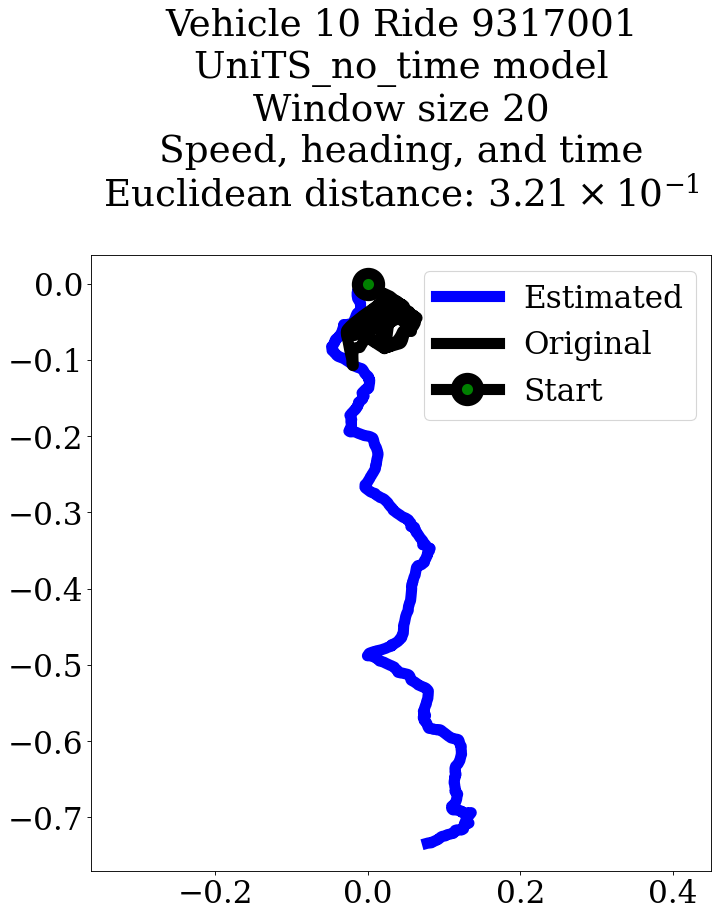 Vehicle 10 Ride 9317001
UniTS_no_time model
Window size 20
Speed, heading, and time
Euclidean distance: 3.21 × 10⁻¹
Estimated
Original
Start
0.0
−0.1
−0.2
−0.3
−0.4
−0.5
−0.6
−0.7
−0.2
0.0
0.2
0.4